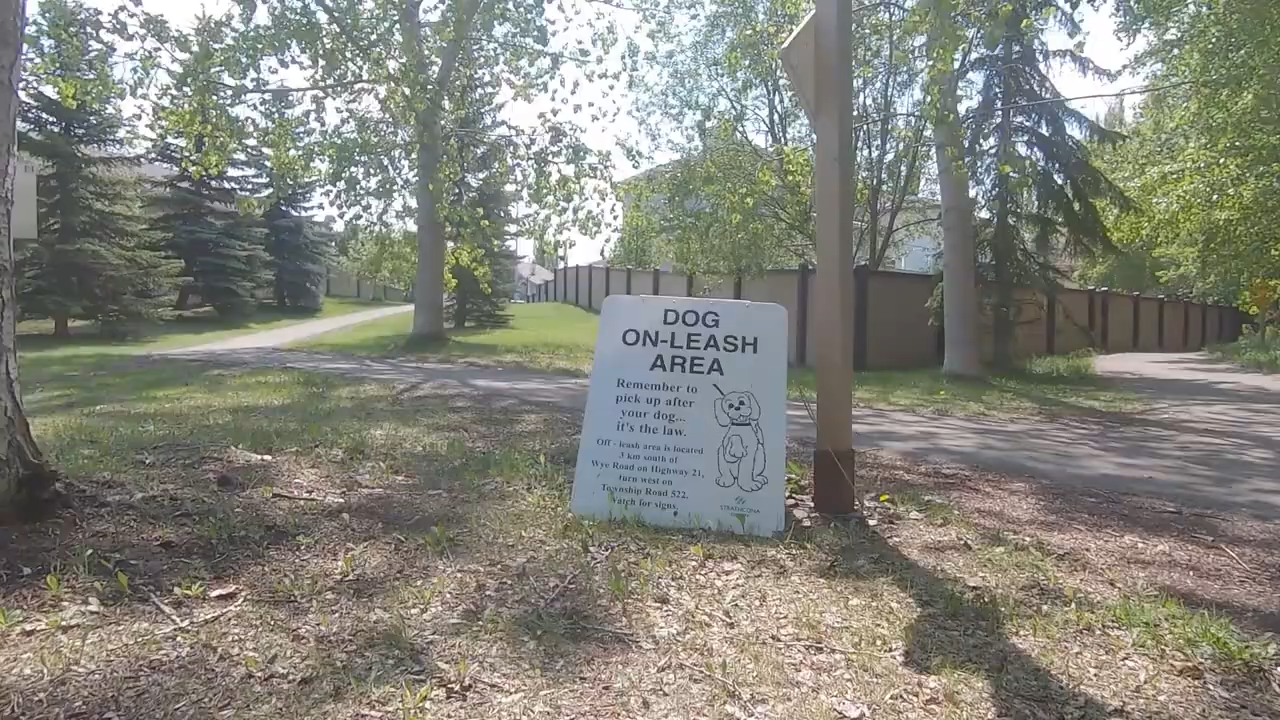 DOG
ON-LEASH
AREA
Remember to
pick up after
your dog...
it's the law.
Off - leash area is located
3 km south of
Wye Road on Highway 21,
turn west on
Township Road 522.
Watch for signs.
STRATHCONA